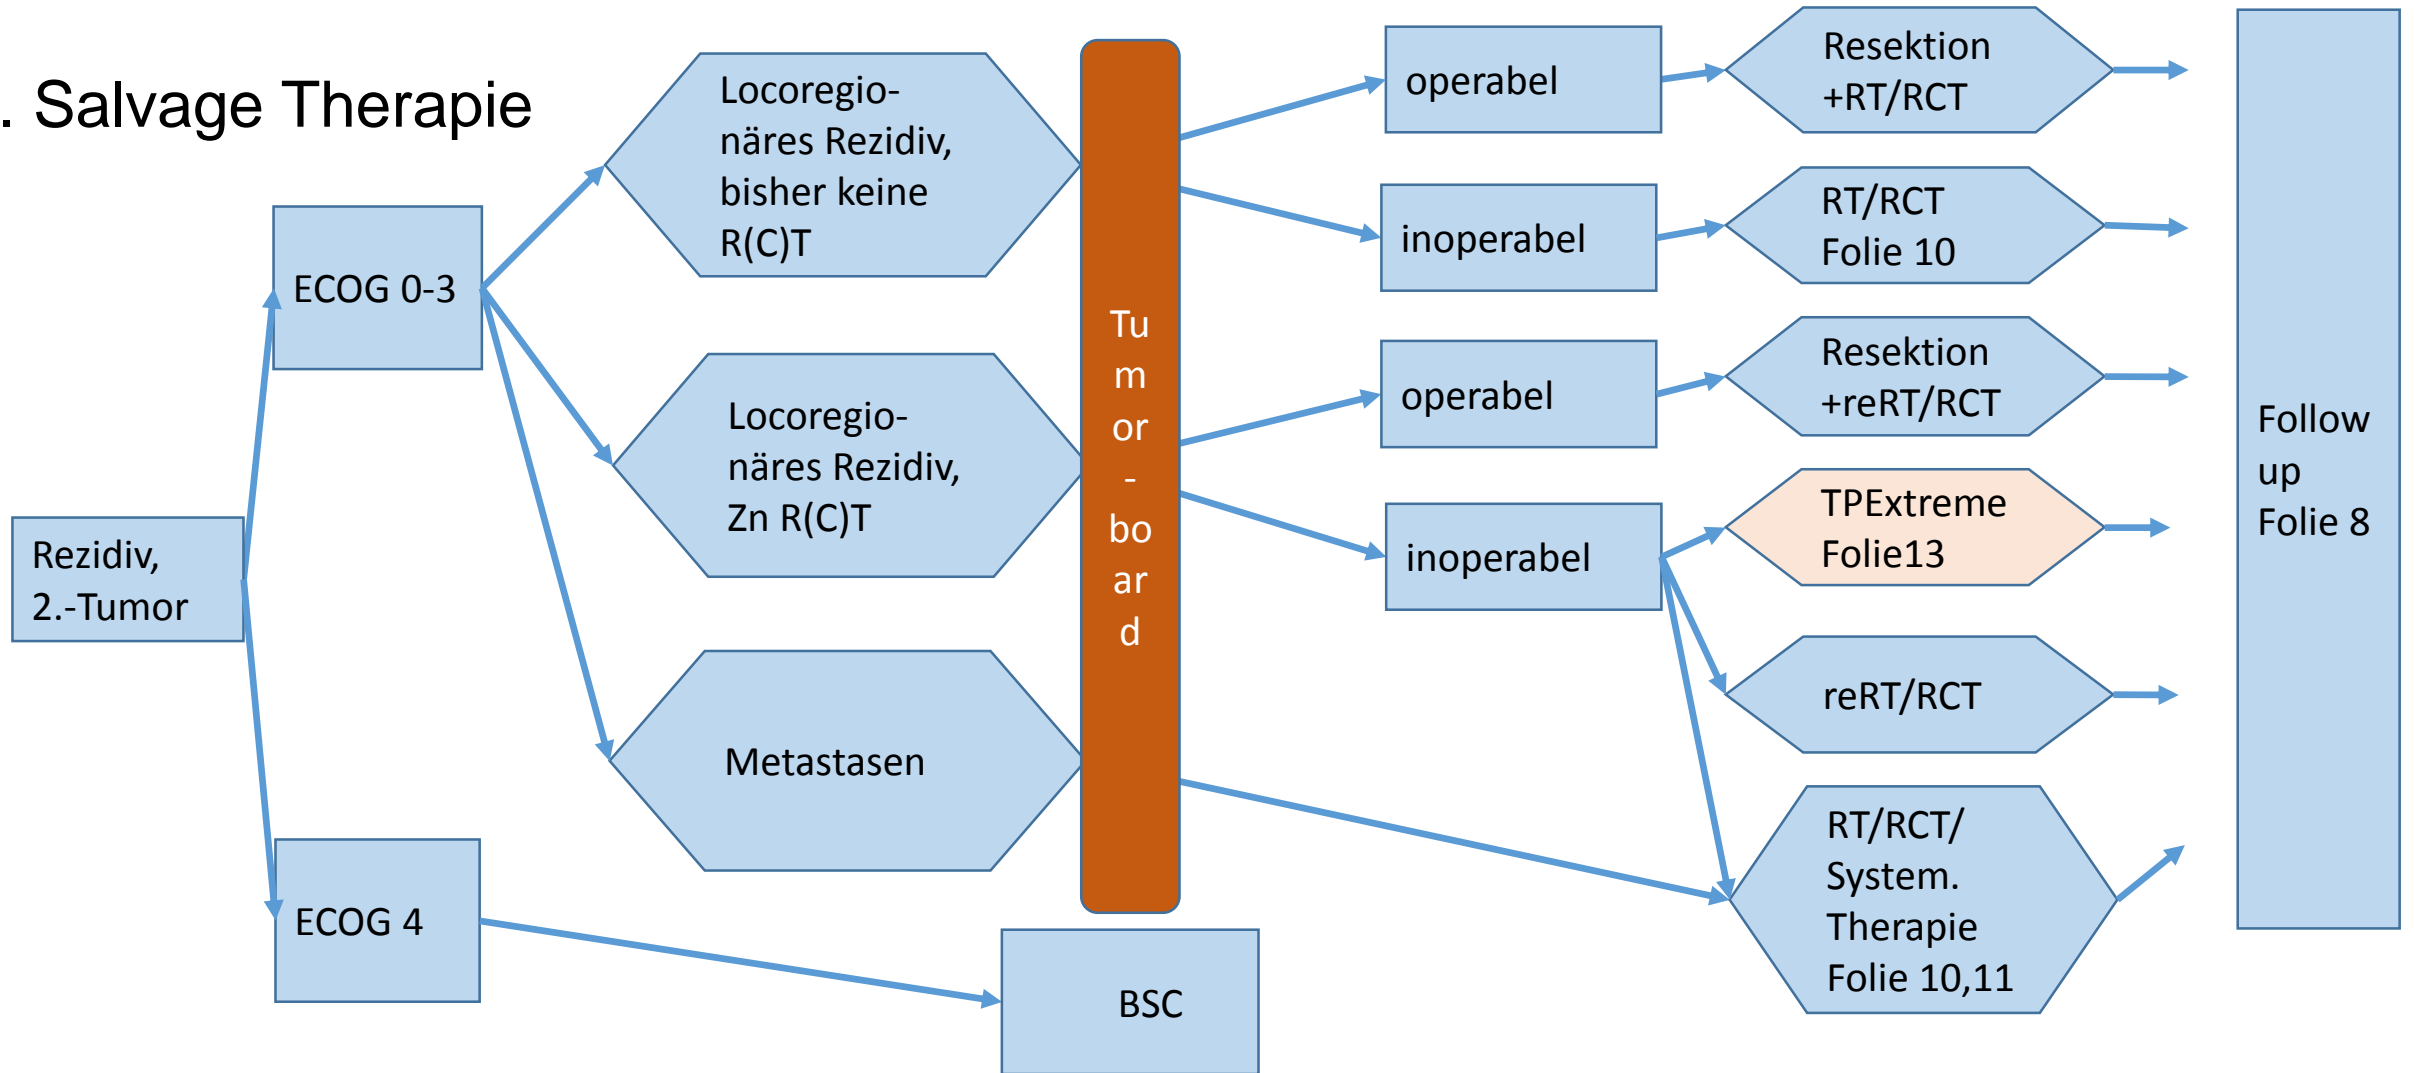 . Salvage Therapie
Rezidiv,
2.-Tumor
ECOG 0-3
ECOG 4
Locoregio-
näres Rezidiv,
bisher keine
R(C)T
Locoregio-
näres Rezidiv,
Zn R(C)T
Metastasen
BSC
Tu
m
or
-
bo
ar
d
operabel
inoperabel
operabel
inoperabel
Resektion
+RT/RCT
RT/RCT
Folie 10
Resektion
+reRT/RCT
TPExtreme
Folie13
reRT/RCT
RT/RCT/
System.
Therapie
Folie 10,11
Follow
up
Folie 8